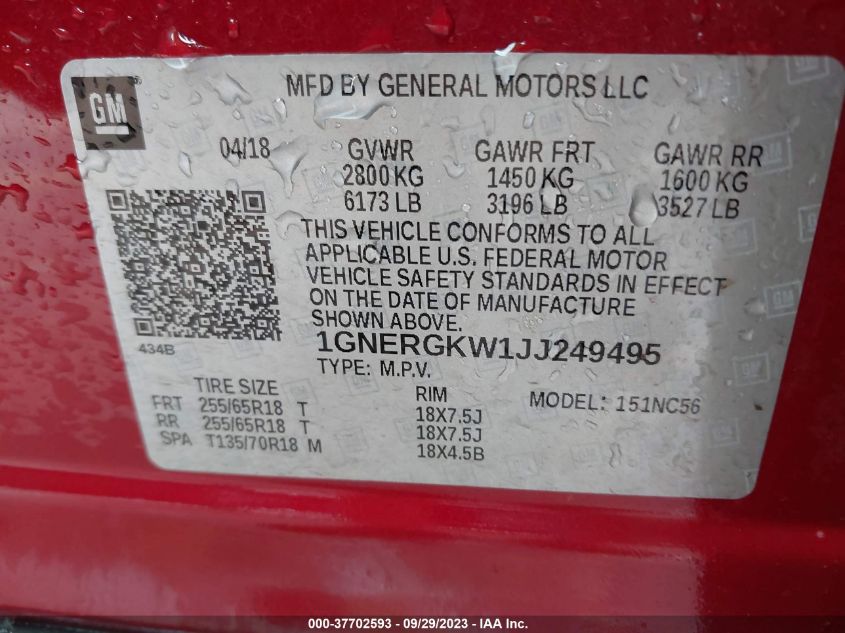 GM
MFD BY GENERAL MOTORS LLC
04/18 GVWR GAWR FRT GAWR RR
2800 KG 1450 KG 1600 KG
6173 LB 3196 LB 3527 LB
THIS VEHICLE CONFORMS TO ALL
APPLICABLE U.S. FEDERAL MOTOR
VEHICLE SAFETY STANDARDS IN EFFECT
ON THE DATE OF MANUFACTURE
SHOWN ABOVE.
434B
1GNERGKW1JJ249495
TYPE: M.P.V.
TIRE SIZE RIM MODEL: 151NC56
FRT 255/65R18 T 18X7.5J
RR 255/65R18 T 18X7.5J
SPA T135/70R18 M 18X4.5B
000-37702593 - 09/29/2023 - IMPACT - KW1